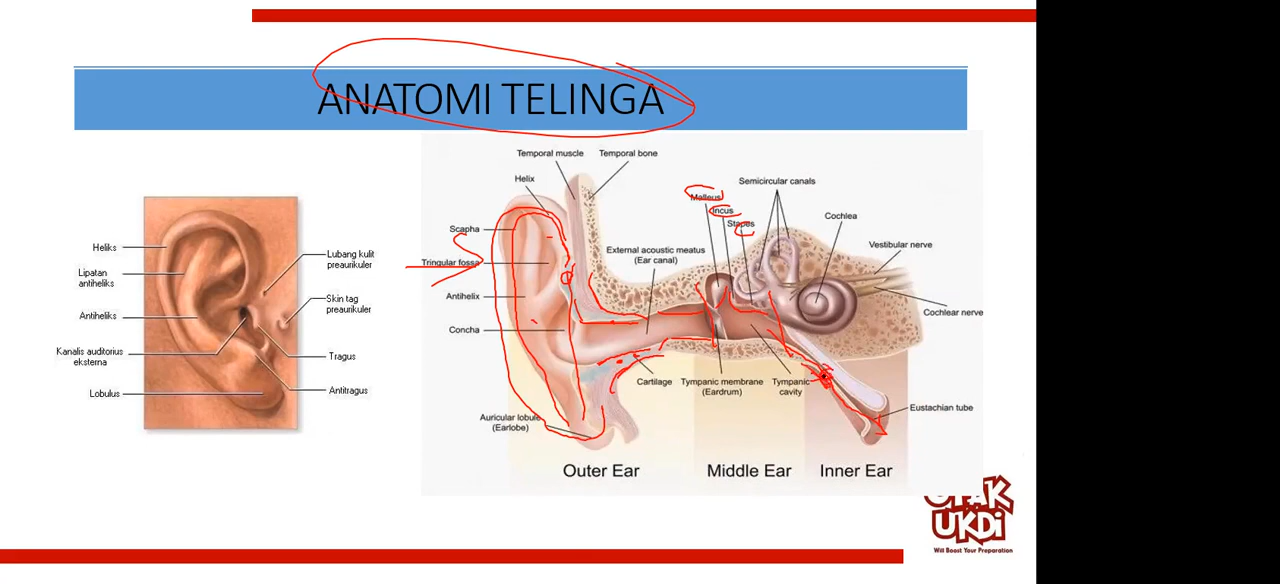 ANATOMI TELINGA
Heliks
Lipatan
antiheliks
Antiheliks
Kanalis auditorius
eksterna
Lobulus
Lubang kulit
preaurikuler
Skin tag
preaurikuler
Tragus
Antitragus
Temporal muscle
Temporal bone
Helix
Scapha
Tringular fossa
Antihelix
Concha
Auricular lobule
(Earlobe)
External acoustic meatus
(Ear canal)
Cartilage
Malleus
Incus
Stapes
Tympanic membrane
(Eardrum)
Tympanic
cavity
Semicircular canals
Cochlea
Vestibular nerve
Cochlear nerve
Eustachian tube
Outer Ear
Middle Ear
Inner Ear
UKDi
Will Boost Your Preparation